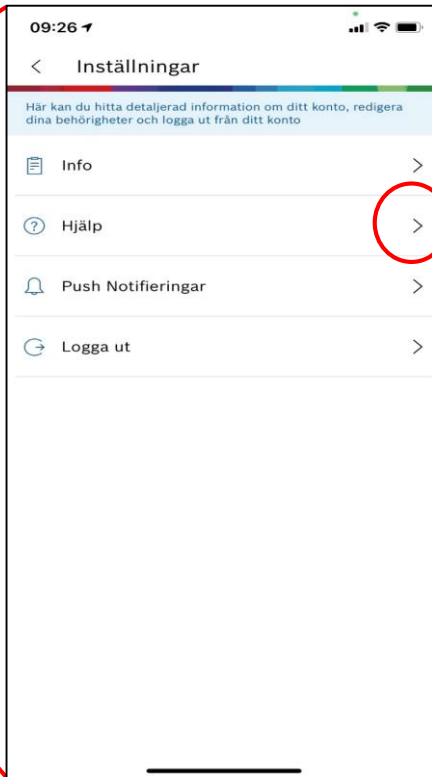 09:26
Inställningar
Här kan du hitta detaljerad information om ditt konto, redigera
dina behörigheter och logga ut från ditt konto
Info
Hjälp
Push Notifieringar
Logga ut